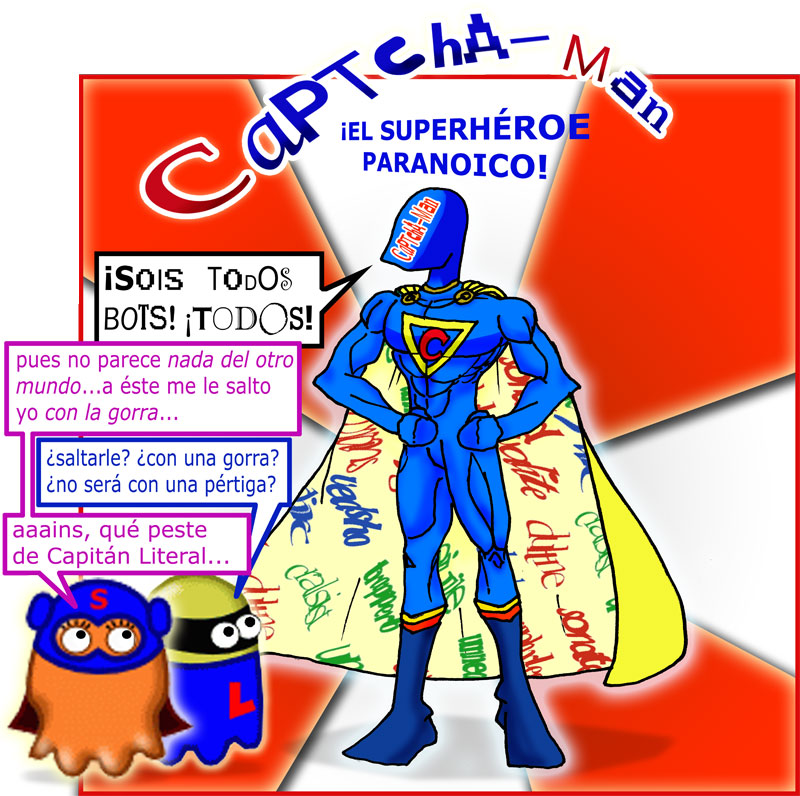 CaPTchA-Man
¡EL SUPERHÉROE
PARANOICO!
CaPTchA-Man
¡SOIS TODOS
BOTS! ¡TODOS!
C
pues no parece nada del otro
mundo...a éste me le salto
yo con la gorra...
¿saltarle? ¿con una gorra?
¿no será con una pértiga?
aaains, qué peste
de Capitán Literal...
S
L